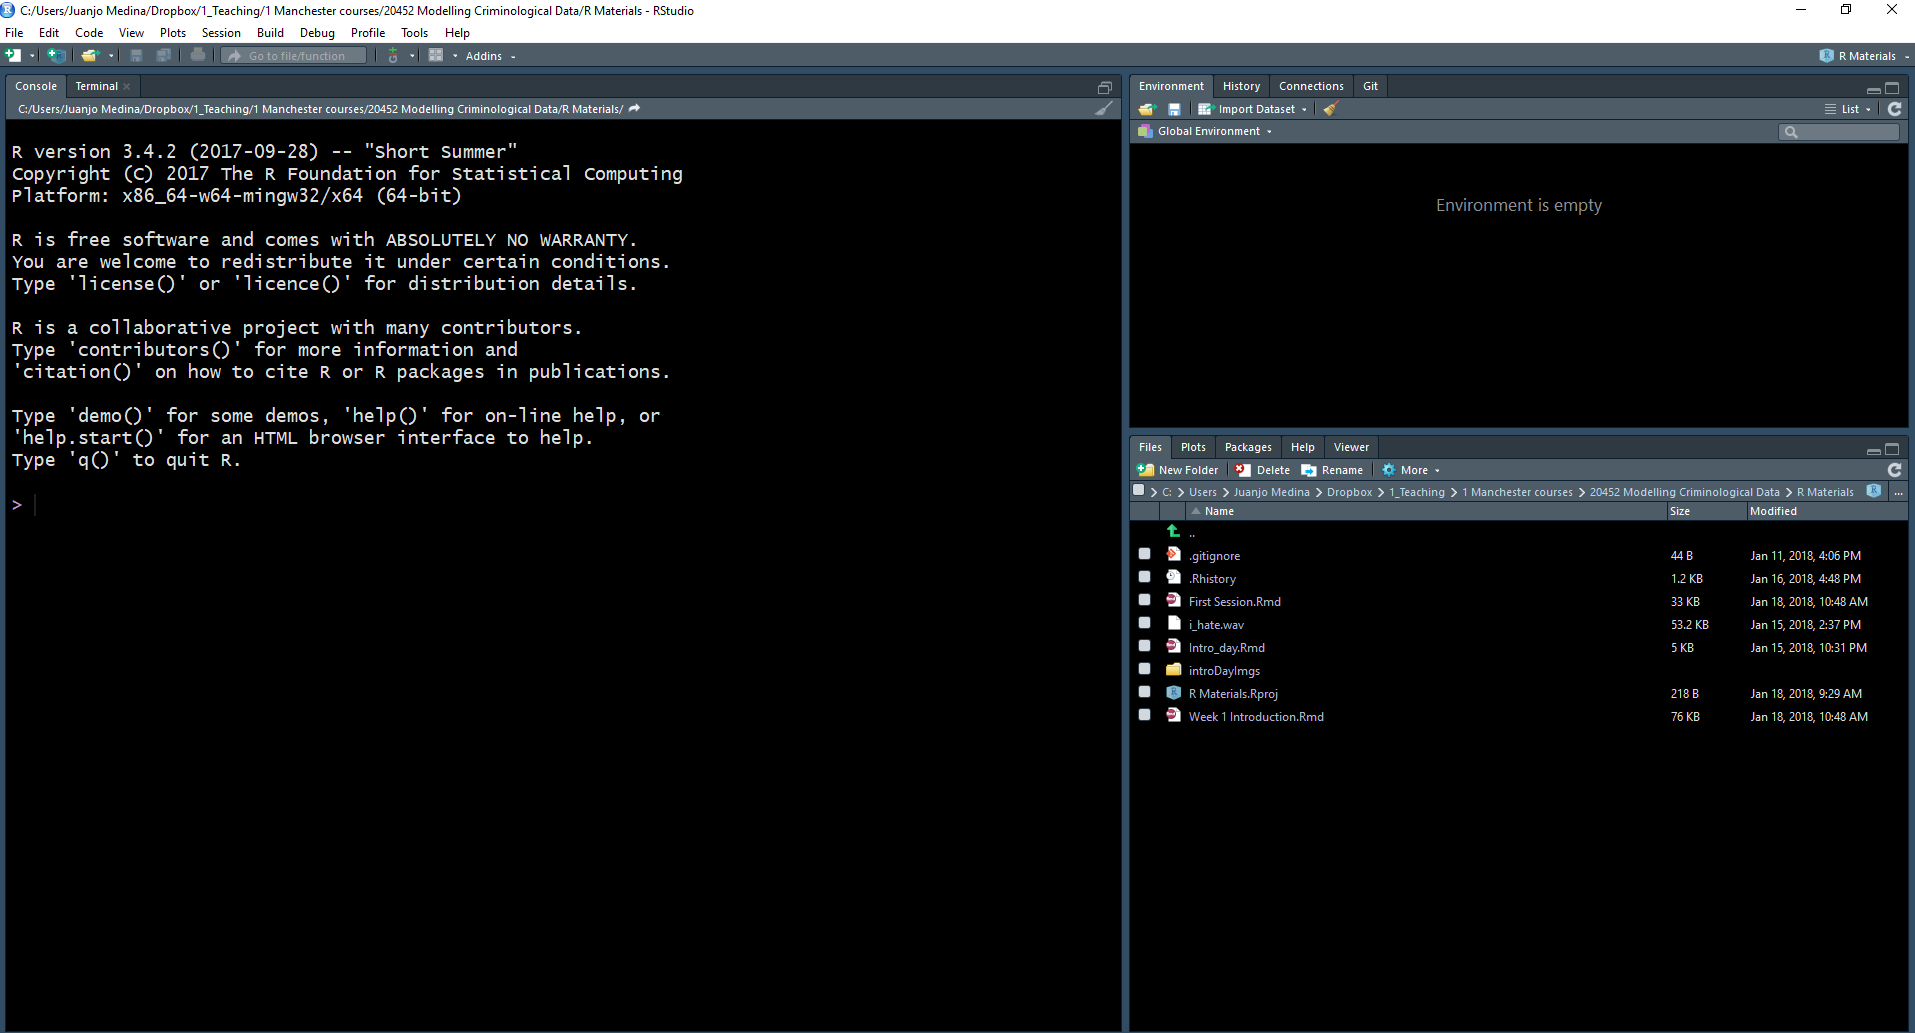 C:/Users/Juanjo Medina/Dropbox/1_Teaching/1 Manchester courses/20452 Modelling Criminological Data/R Materials - RStudio
File Edit Code View Plots Session Build Debug Profile Tools Help
Go to file/function Addins R Materials
Console Terminal
C:/Users/Juanjo Medina/Dropbox/1_Teaching/1 Manchester courses/20452 Modelling Criminological Data/R Materials/
R version 3.4.2 (2017-09-28) -- "Short Summer"
Copyright (C) 2017 The R Foundation for Statistical Computing
Platform: x86_64-w64-mingw32/x64 (64-bit)
R is free software and comes with ABSOLUTELY NO WARRANTY.
You are welcome to redistribute it under certain conditions.
Type 'license()' or 'licence()' for distribution details.
R is a collaborative project with many contributors.
Type 'contributors()' for more information and
'citation()' on how to cite R or R packages in publications.
Type 'demo()' for some demos, 'help()' for on-line help, or
'help.start()' for an HTML browser interface to help.
Type 'q()' to quit R.
>
Environment History Connections Git
Import Dataset List
Global Environment
Environment is empty
Files Plots Packages Help Viewer
New Folder Delete Rename More
C: Users Juanjo Medina Dropbox 1_Teaching 1 Manchester courses 20452 Modelling Criminological Data R Materials ...
Name Size Modified
..
.gitignore 44 B Jan 11, 2018, 4:06 PM
.Rhistory 1.2 KB Jan 16, 2018, 4:48 PM
First Session.Rmd 33 KB Jan 18, 2018, 10:48 AM
i_hate.wav 53.2 KB Jan 15, 2018, 2:37 PM
Intro_day.Rmd 5 KB Jan 15, 2018, 10:31 PM
introDayImgs
R Materials.Rproj 218 B Jan 18, 2018, 9:29 AM
Week 1 Introduction.Rmd 76 KB Jan 18, 2018, 10:48 AM